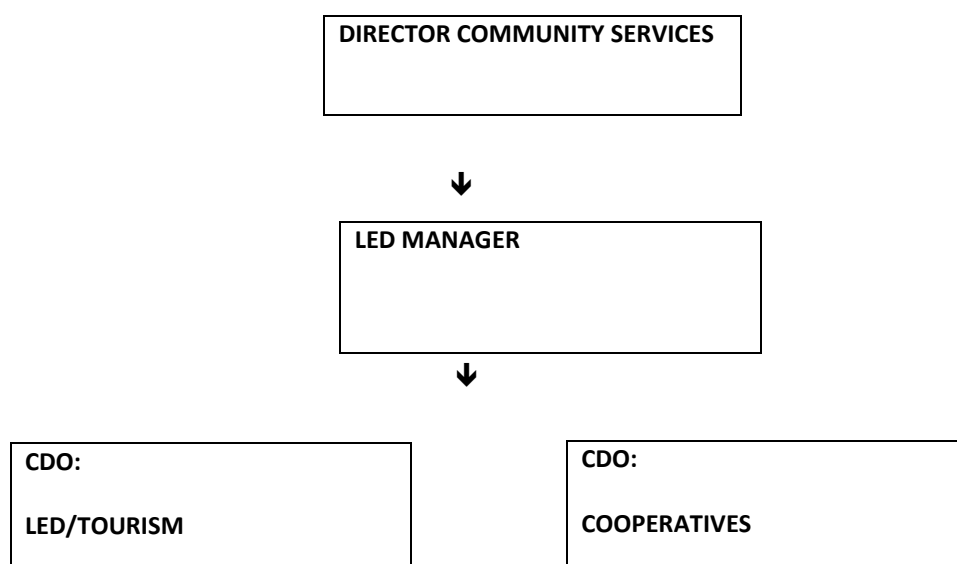 DIRECTOR COMMUNITY SERVICES
LED MANAGER
CDO:
LED/TOURISM
CDO:
COOPERATIVES